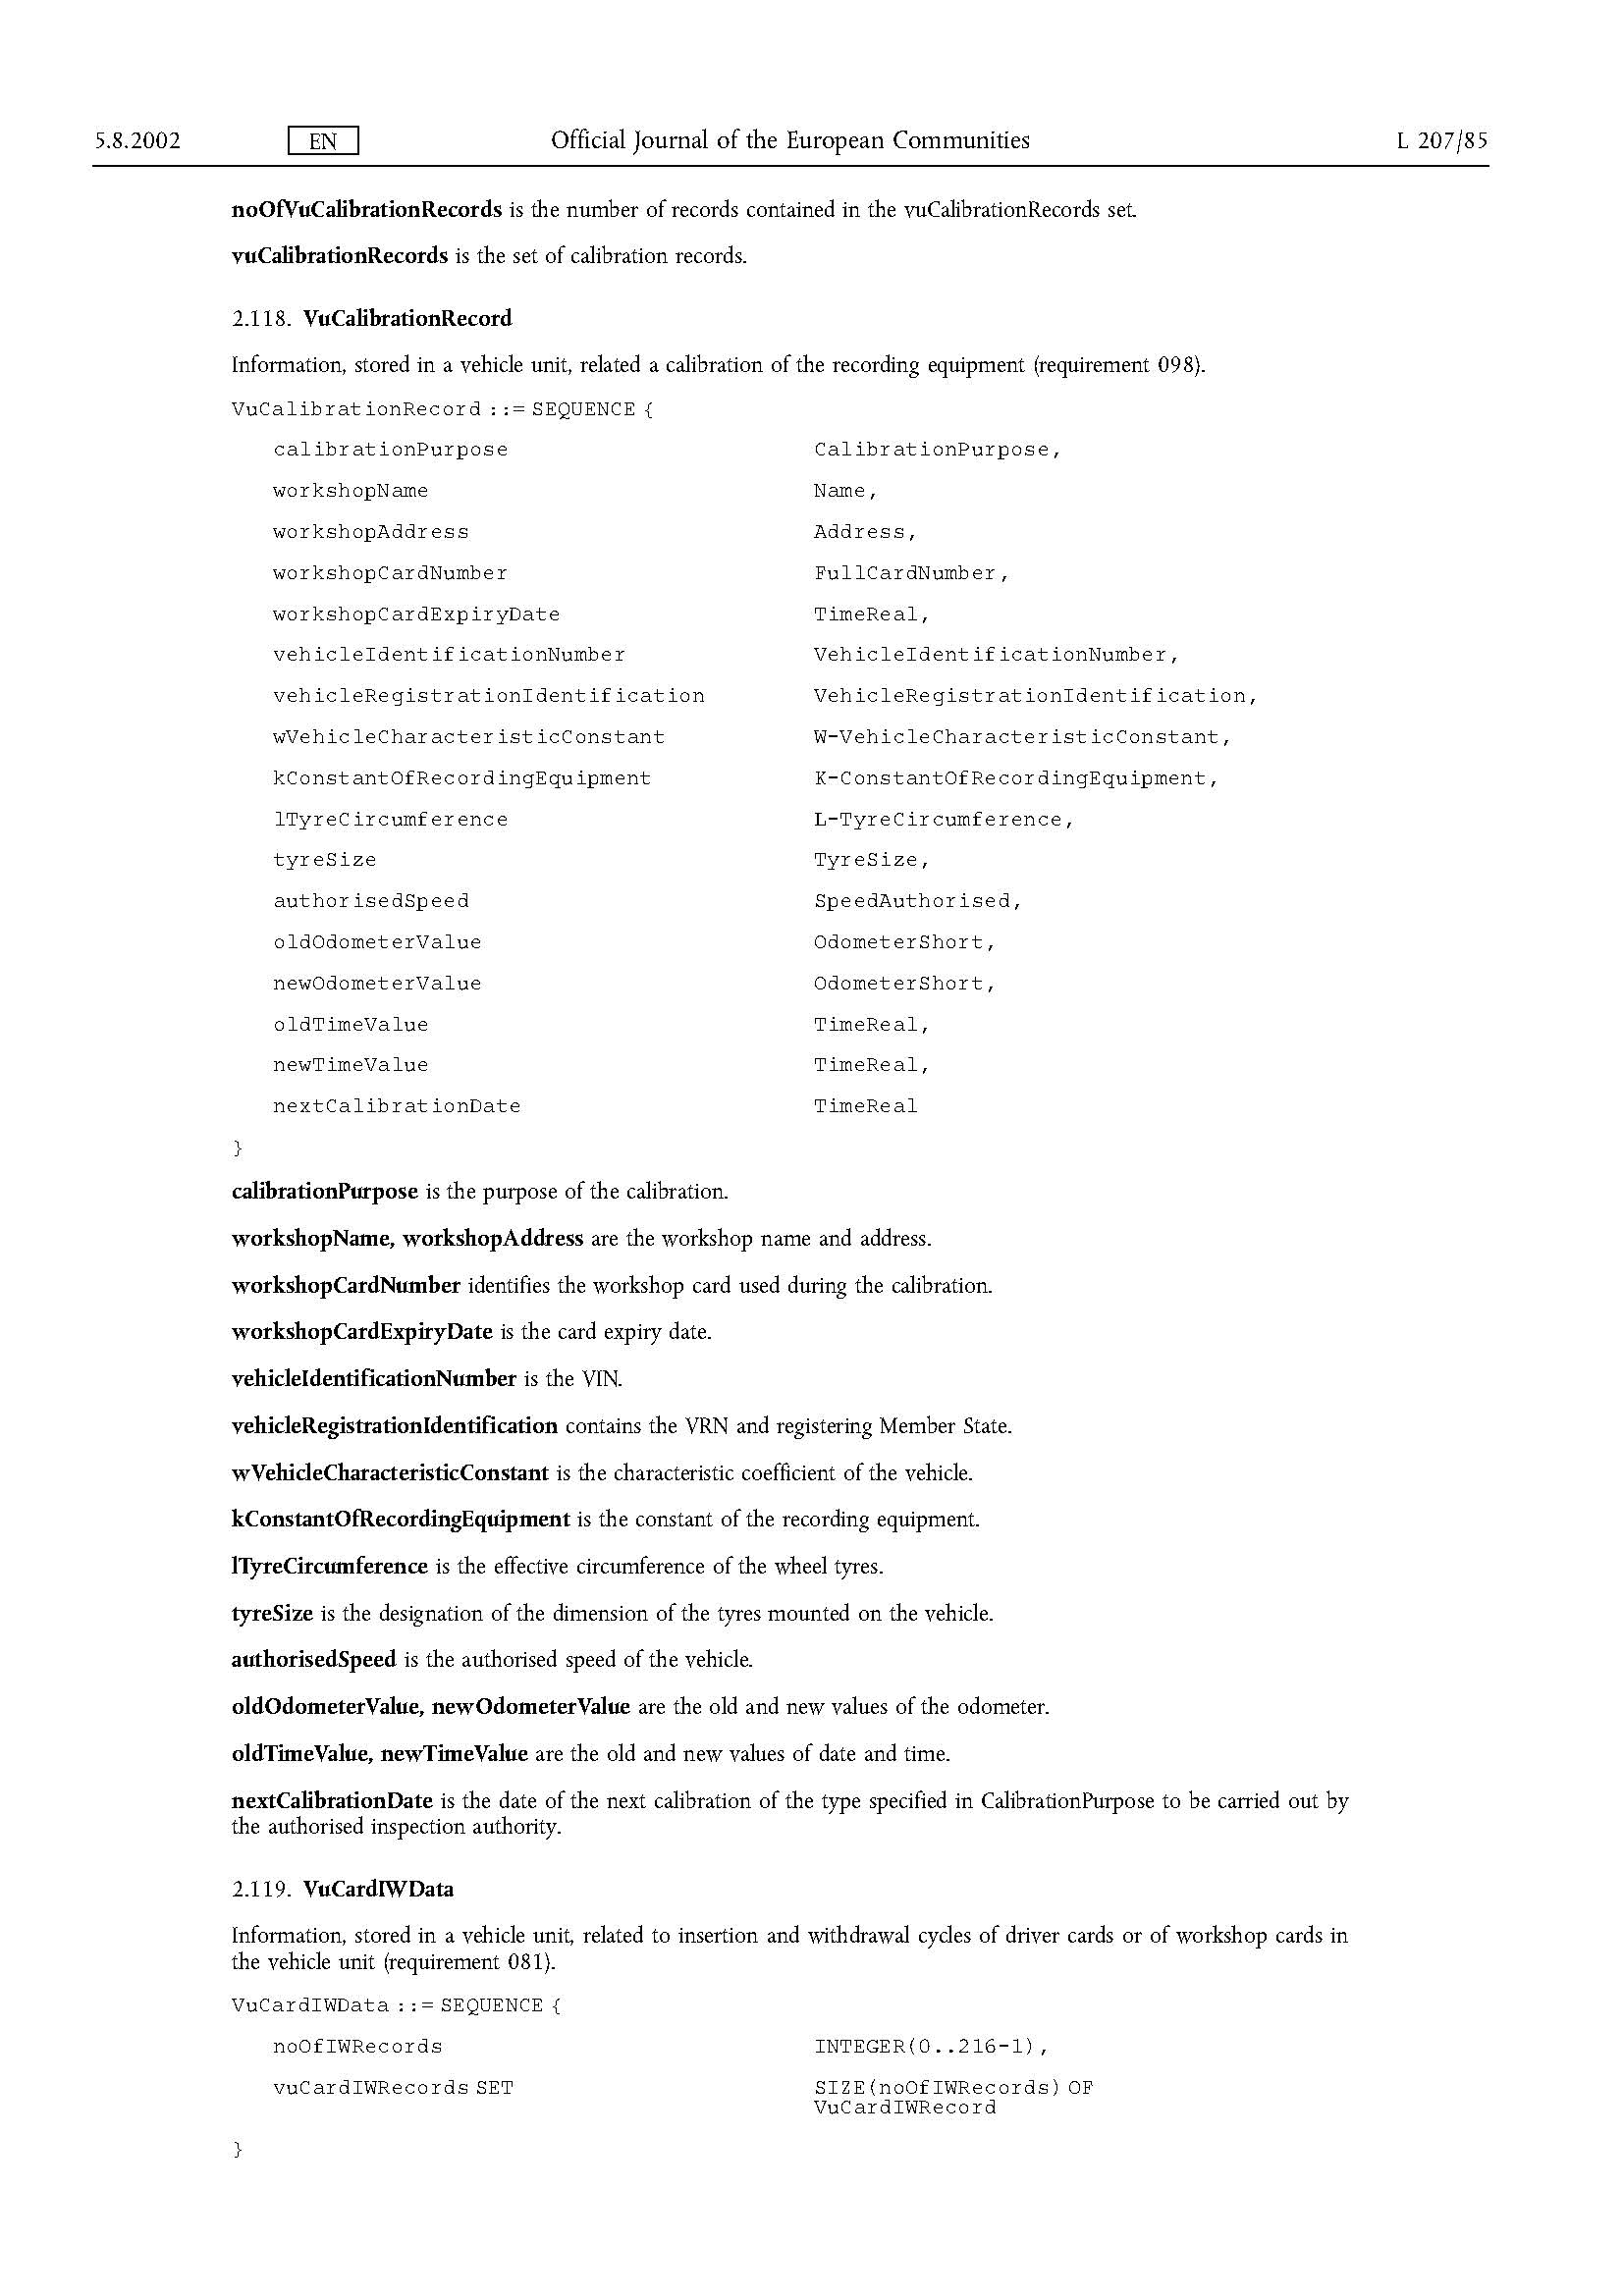 5.8.2002 EN Official Journal of the European Communities L 207/85
noOfVuCalibrationRecords is the number of records contained in the vuCalibrationRecords set.
vuCalibrationRecords is the set of calibration records.
2.118. VuCalibrationRecord
Information, stored in a vehicle unit, related a calibration of the recording equipment (requirement 098).
VuCalibrationRecord ::= SEQUENCE {
calibrationPurpose CalibrationPurpose,
workshopName Name,
workshopAddress Address,
workshopCardNumber FullCardNumber,
workshopCardExpiryDate TimeReal,
vehicleIdentificationNumber VehicleIdentificationNumber,
vehicleRegistrationIdentification VehicleRegistrationIdentification,
wVehicleCharacteristicConstant W-VehicleCharacteristicConstant,
kConstantOfRecordingEquipment K-ConstantOfRecordingEquipment,
lTyreCircumference L-TyreCircumference,
tyreSize TyreSize,
authorisedSpeed SpeedAuthorised,
oldOdometerValue OdometerShort,
newOdometerValue OdometerShort,
oldTimeValue TimeReal,
newTimeValue TimeReal,
nextCalibrationDate TimeReal
}
calibrationPurpose is the purpose of the calibration.
workshopName, workshopAddress are the workshop name and address.
workshopCardNumber identifies the workshop card used during the calibration.
workshopCardExpiryDate is the card expiry date.
vehicleIdentificationNumber is the VIN.
vehicleRegistrationIdentification contains the VRN and registering Member State.
wVehicleCharacteristicConstant is the characteristic coefficient of the vehicle.
kConstantOfRecordingEquipment is the constant of the recording equipment.
lTyreCircumference is the effective circumference of the wheel tyres.
tyreSize is the designation of the dimension of the tyres mounted on the vehicle.
authorisedSpeed is the authorised speed of the vehicle.
oldOdometerValue, newOdometerValue are the old and new values of the odometer.
oldTimeValue, newTimeValue are the old and new values of date and time.
nextCalibrationDate is the date of the next calibration of the type specified in CalibrationPurpose to be carried out by
the authorised inspection authority.
2.119. VuCardIWData
Information, stored in a vehicle unit, related to insertion and withdrawal cycles of driver cards or of workshop cards in
the vehicle unit (requirement 081).
VuCardIWData ::= SEQUENCE {
noOfIWRecords INTEGER(0..216-1),
vuCardIWRecords SET SIZE(noOfIWRecords) OF
VuCardIWRecord
}